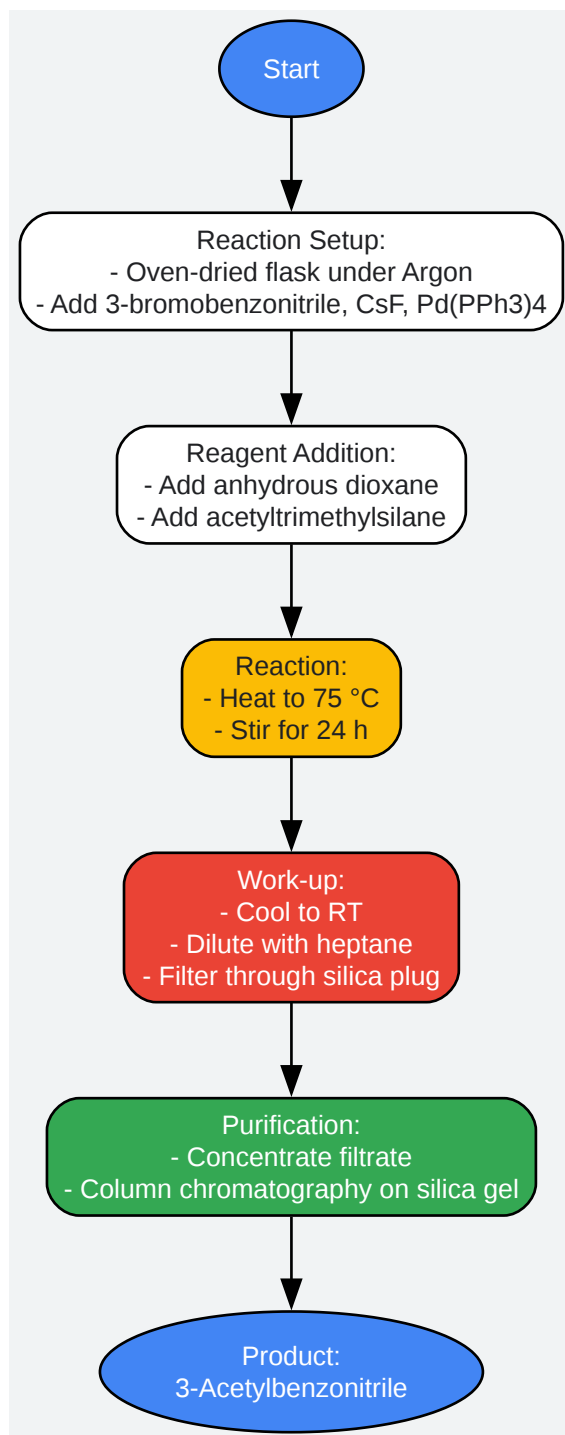 Start
Reaction Setup:
- Oven-dried flask under Argon
- Add 3-bromobenzonitrile, CsF, Pd(PPh3)4
Reagent Addition:
- Add anhydrous dioxane
- Add acetyltrimethylsilane
Reaction:
- Heat to 75 °C
- Stir for 24 h
Work-up:
- Cool to RT
- Dilute with heptane
- Filter through silica plug
Purification:
- Concentrate filtrate
- Column chromatography on silica gel
Product:
3-Acetylbenzonitrile